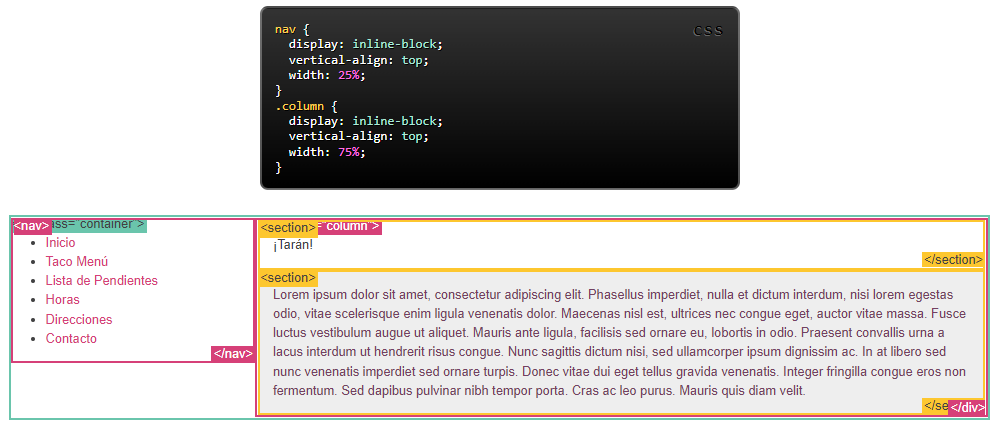 nav {
css
display: inline-block;
vertical-align: top;
width: 25%;
}
.column {
display: inline-block;
vertical-align: top;
width: 75%;
}
<nav>
ass="container">
Inicio
Taco Menú
Lista de Pendientes
Horas
Direcciones
Contacto
</nav>
<section>
="column">
¡Tarán!
</section>
<section>
Lorem ipsum dolor sit amet, consectetur adipiscing elit. Phasellus imperdiet, nulla et dictum interdum, nisi lorem egestas
odio, vitae scelerisque enim ligula venenatis dolor. Maecenas nisl est, ultrices nec congue eget, auctor vitae massa. Fusce
luctus vestibulum augue ut aliquet. Mauris ante ligula, facilisis sed ornare eu, lobortis in odio. Praesent convallis urna a
lacus interdum ut hendrerit risus congue. Nunc sagittis dictum nisi, sed ullamcorper ipsum dignissim ac. In at libero sed
nunc venenatis imperdiet sed ornare turpis. Donec vitae dui eget tellus gravida venenatis. Integer fringilla congue eros non
fermentum. Sed dapibus pulvinar nibh tempor porta. Cras ac leo purus. Mauris quis diam velit.
</se
</div>